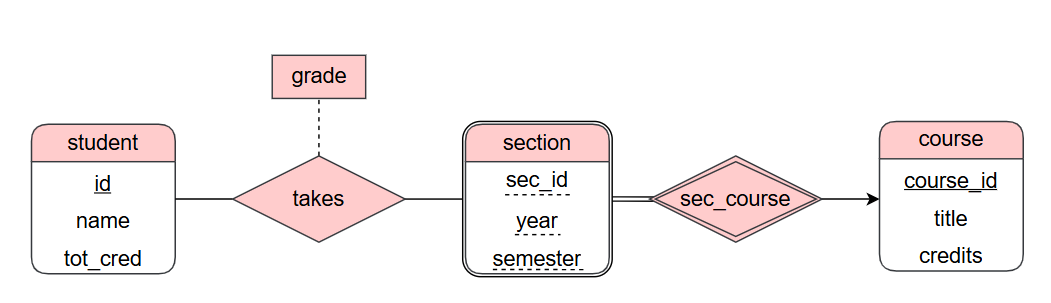 grade
student
id
name
tot_cred
takes
section
sec_id
year
semester
sec_course
course
course_id
title
credits